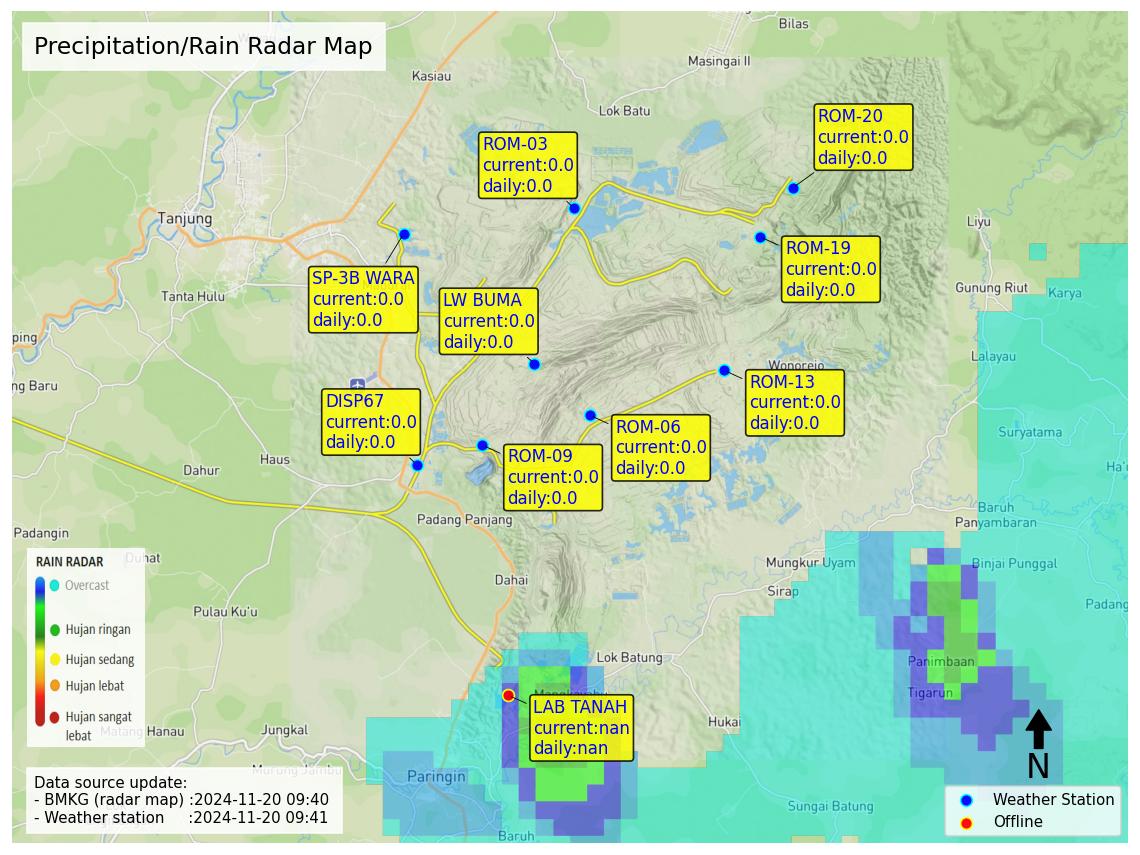 Precipitation/Rain Radar Map
Bilas
Masingai II
Kasiau
Lok Batu
ROM-20
current:0.0
daily:0.0
ROM-03
current:0.0
daily:0.0
Tanjung
Liyu
ROM-19
current:0.0
daily:0.0
SP-3B WARA
current:0.0
daily:0.0
Tanta Hulu
LW BUMA
current:0.0
daily:0.0
Gunung Riut
Karya
ping
Lalayau
Wonorejo
ng Baru
ROM-13
current:0.0
daily:0.0
DISP67
current:0.0
daily:0.0
ROM-06
current:0.0
daily:0.0
Suryatama
Haus
Dahur
ROM-09
current:0.0
daily:0.0
Baruh
Panyambaran
Padang Panjang
Padangin
Mungkur Uyam
Binjai Punggal
Dahai
Sirap
Padang
Pulau Ku'u
RAIN RADAR
Overcast
Hujan ringan
Hujan sedang
Hujan lebat
Hujan sangat
lebat
Lok Batung
Panimbaan
Tigarun
LAB TANAH
current:nan
daily:nan
Hukai
Jungkal
Paringin
N
Sungai Batung
Baruh
Data source update:
- BMKG (radar map) :2024-11-20 09:40
- Weather station :2024-11-20 09:41
Weather Station
Offline